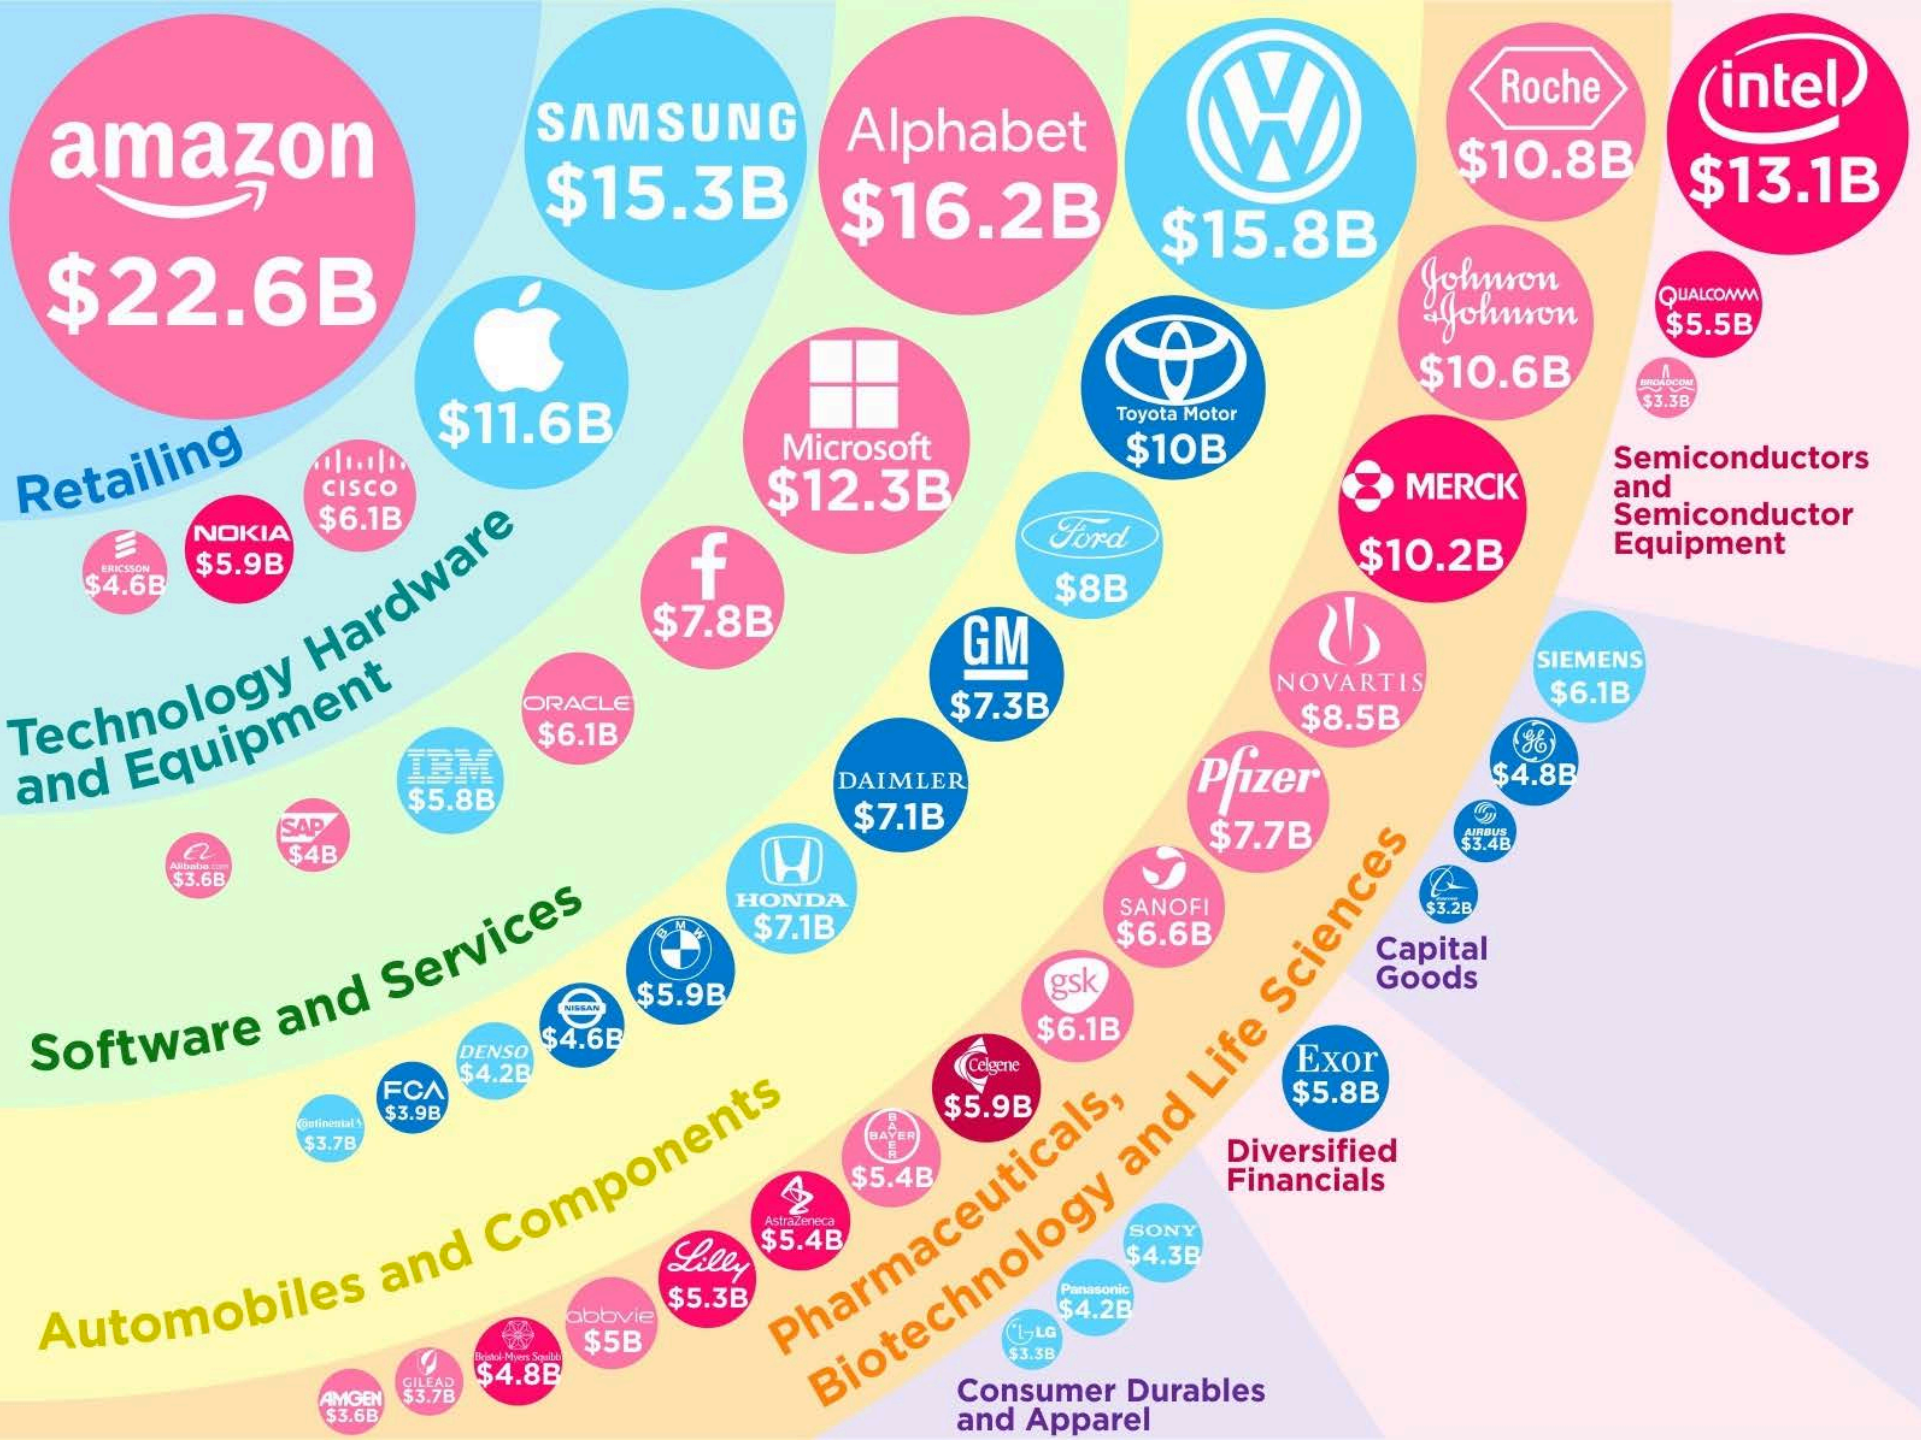 amazon
$22.6B
Retailing
SAMSUNG
$15.3B
$11.6B
CISCO
$6.1B
NOKIA
$5.9B
ERICSSON
$4.6B
Technology Hardware
and Equipment
Alphabet
$16.2B
Microsoft
$12.3B
f
$7.8B
ORACLE
$6.1B
IBM
$5.8B
SAP
$4B
Alibaba.com
$3.6B
Software and Services
VW
$15.8B
Toyota Motor
$10B
Ford
$8B
GM
$7.3B
DAIMLER
$7.1B
HONDA
$7.1B
BMW
$5.9B
NISSAN
$4.6B
DENSO
$4.2B
FCA
$3.9B
Continental
$3.7B
Automobiles and Components
Roche
$10.8B
Johnson
&Johnson
$10.6B
MERCK
$10.2B
NOVARTIS
$8.5B
Pfizer
$7.7B
SANOFI
$6.6B
gsk
$6.1B
Celgene
$5.9B
BAYER
BAYER
$5.4B
AstraZeneca
$5.4B
Lilly
$5.3B
abbvie
$5B
Bristol-Myers Squibb
$4.8B
GILEAD
$3.7B
AMGEN
$3.6B
Pharmaceuticals,
Biotechnology and Life Sciences
intel
$13.1B
QUALCOMM
$5.5B
BROADCOM
$3.3B
Semiconductors
and
Semiconductor
Equipment
SIEMENS
$6.1B
GE
$4.8B
AIRBUS
$3.4B
$3.2B
Capital
Goods
Exor
$5.8B
Diversified
Financials
SONY
$4.3B
Panasonic
$4.2B
LG
$3.3B
Consumer Durables
and Apparel